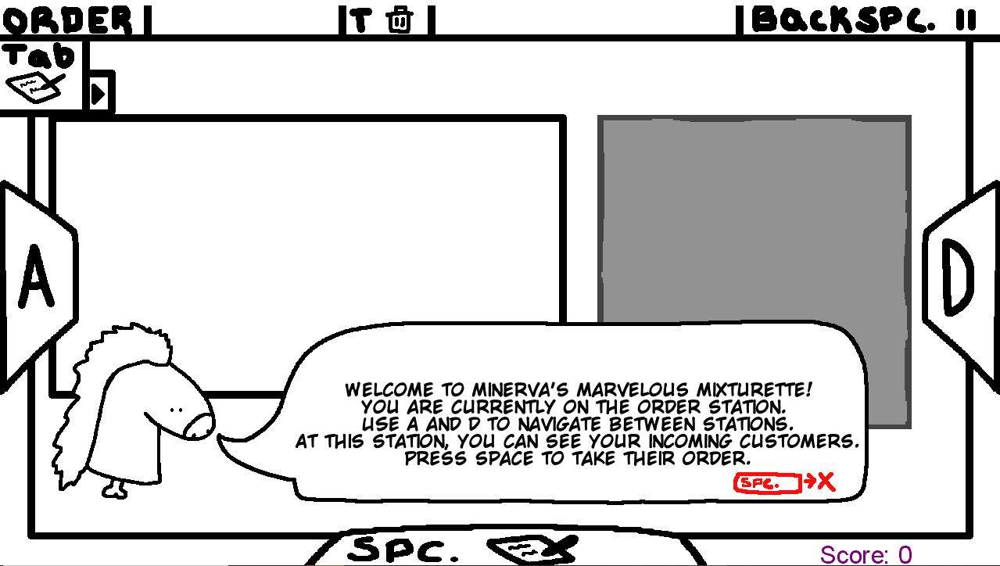 ORDER
T
BACKSPC.
Tab
A
D
WELCOME TO MINERVA'S MARVELOUS MIXTURETTE!
YOU ARE CURRENTLY ON THE ORDER STATION.
USE A AND D TO NAVIGATE BETWEEN STATIONS.
AT THIS STATION, YOU CAN SEE YOUR INCOMING CUSTOMERS.
PRESS SPACE TO TAKE THEIR ORDER.
SPC. → X
SPC.
Score: 0